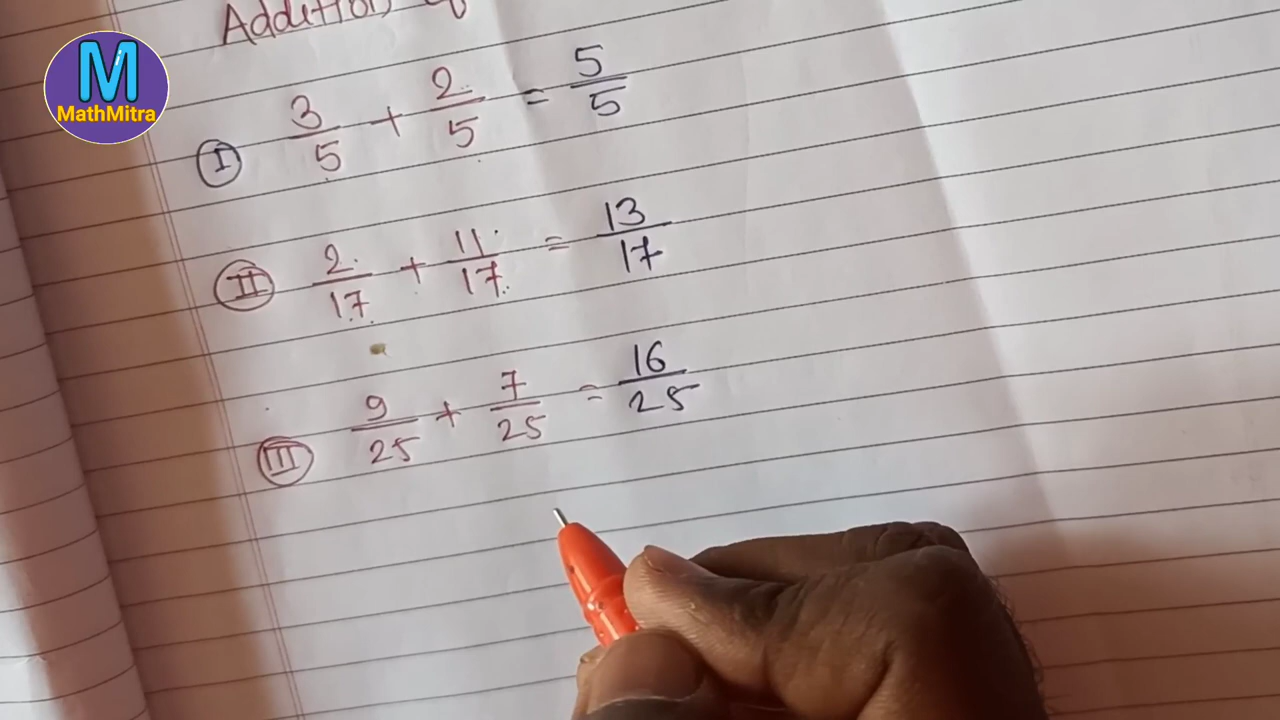 Addition of
M
MathMitra
I 3/5 + 2/5 = 5/5
II 2/17 + 11/17 = 13/17
III 9/25 + 7/25 = 16/25